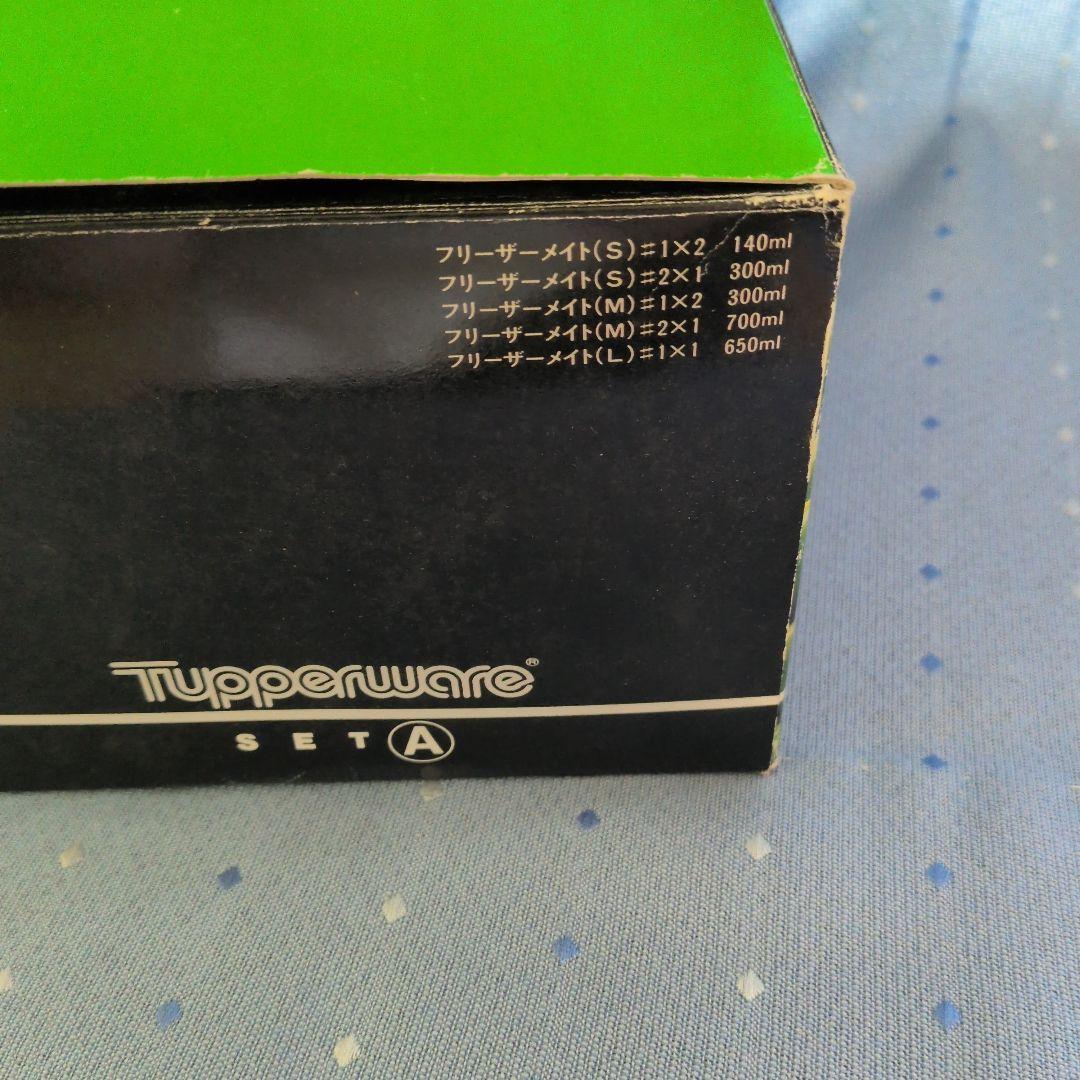 フリーザーメイト(S)♯1×2 140ml
フリーザーメイト(S)♯2×1 300ml
フリーザーメイト(M)♯1×2 300ml
フリーザーメイト(M)♯2×1 700ml
フリーザーメイト(L)♯1×1 650ml
Tupperware®
SET Ⓐ